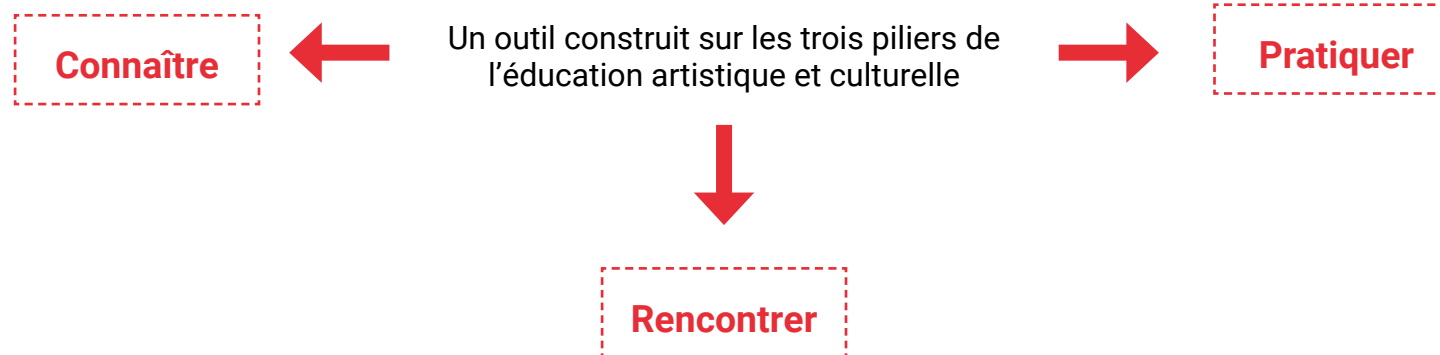 Connaître
Un outil construit sur les trois piliers de
l’éducation artistique et culturelle
Pratiquer
Rencontrer